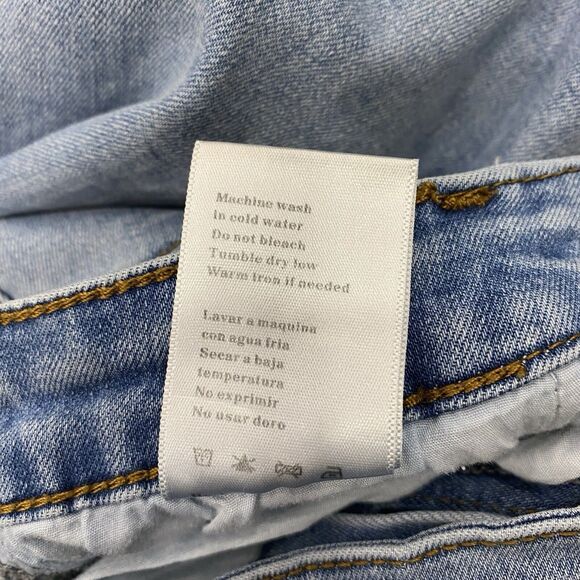 Machine wash
In cold water
Do not bleach
Tumble dry low
Warm iron if needed
Lavar a maquina
con agua fria
Secar a baja
temperatura
No exprimir
No usar doro